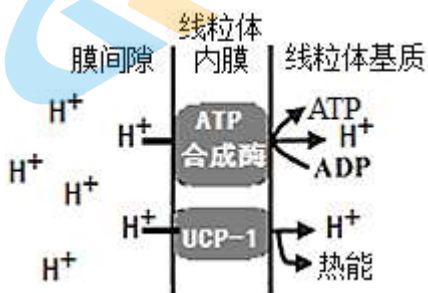 线粒体
膜间隙 内膜 线粒体基质
H+ ATP
H+ ATP H+
H+ 合成酶 ADP
H+
H+ UCP-1 H+
H+ 热能